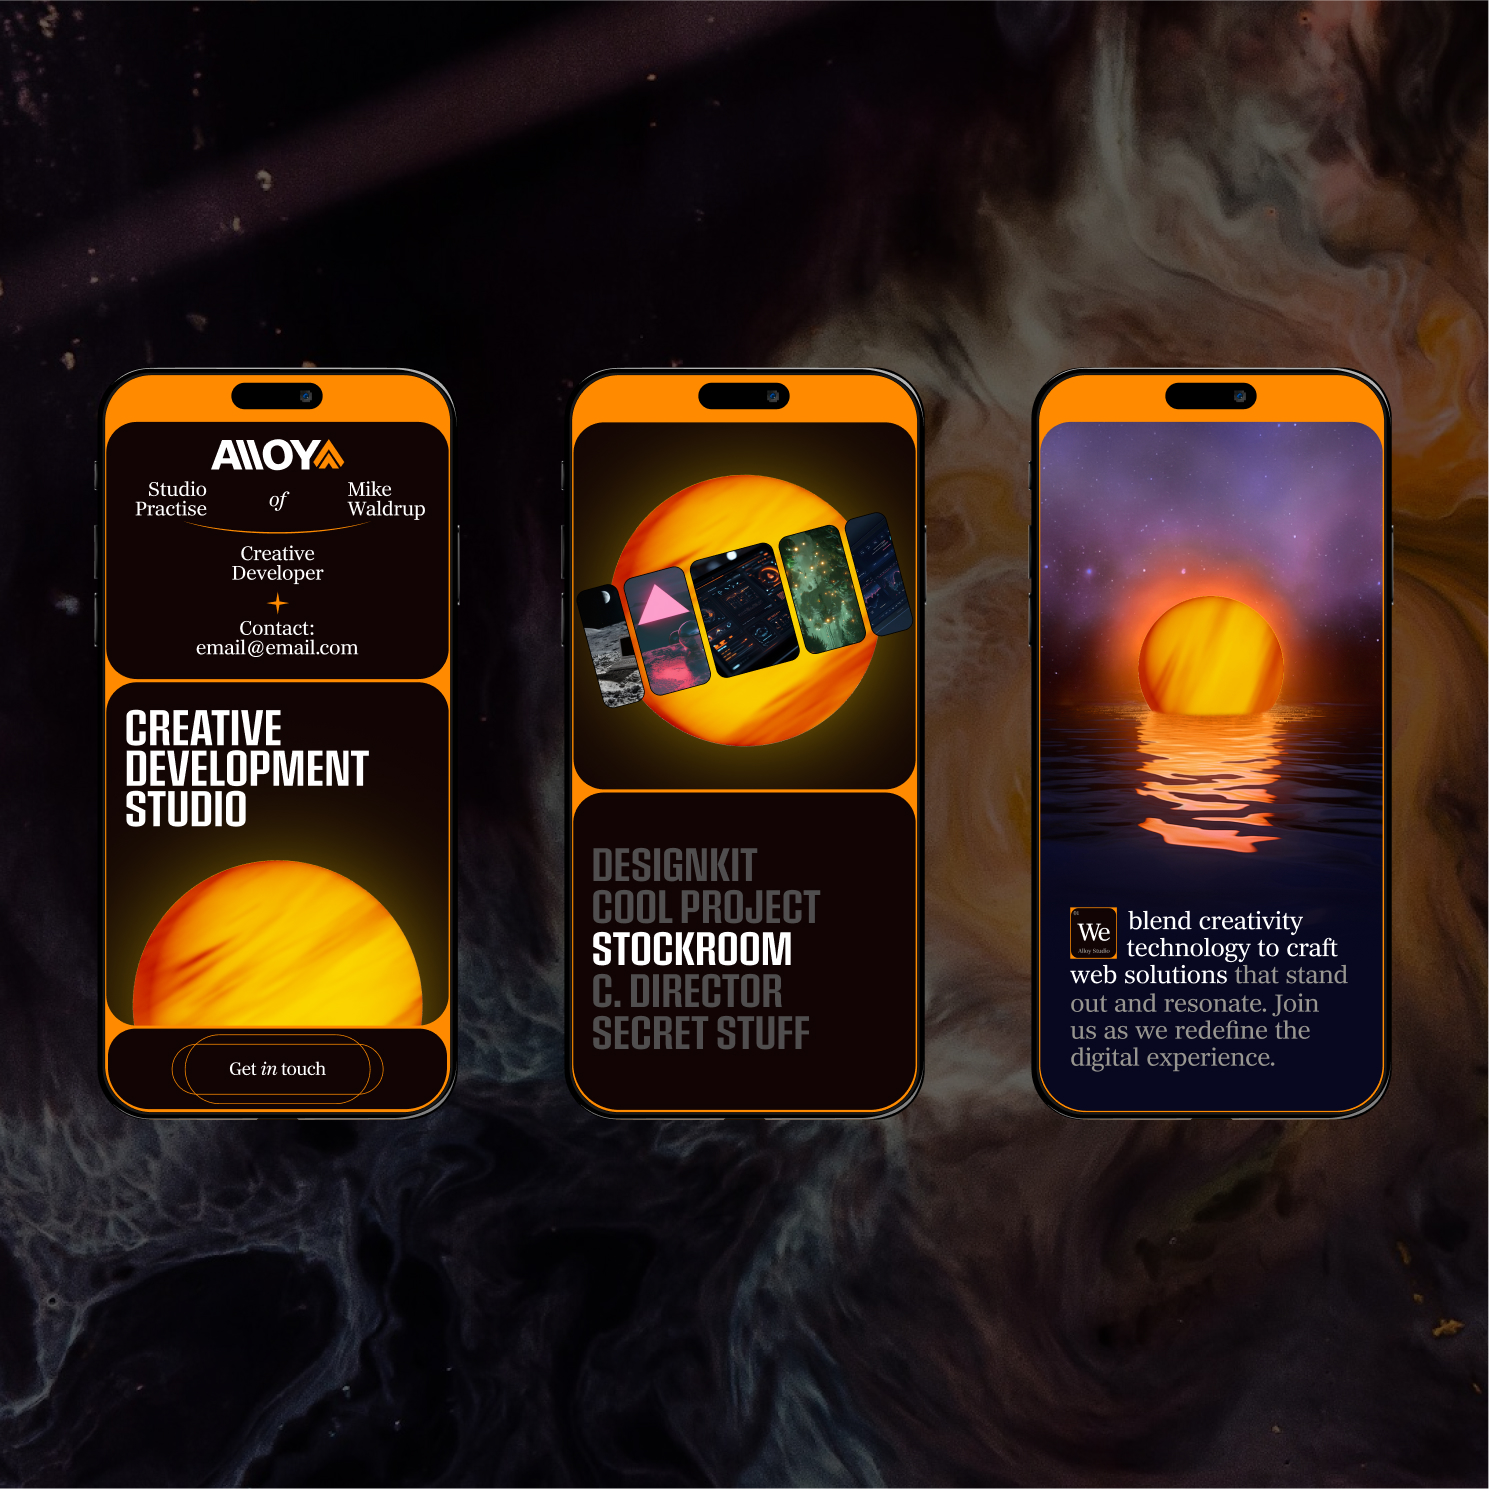 AllOY
Studio
Practise
of
Mike
Waldrup
Creative
Developer
Contact:
email@email.com
CREATIVE
DEVELOPMENT
STUDIO
Get in touch
DESIGNKIT
COOL PROJECT
STOCKROOM
C. DIRECTOR
SECRET STUFF
We
Alloy Studio
blend creativity
technology to craft
web solutions that stand
out and resonate. Join
us as we redefine the
digital experience.